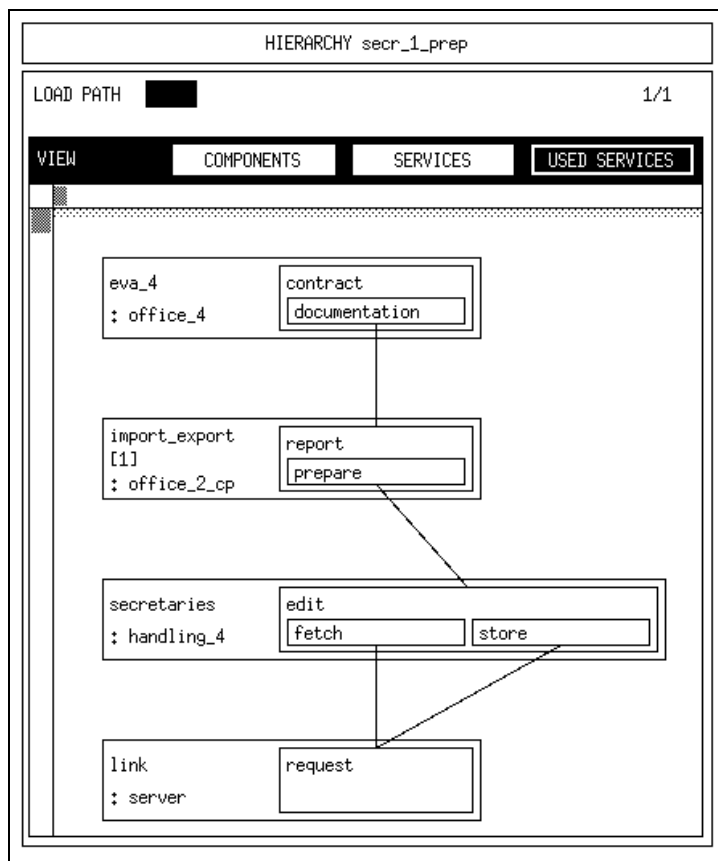 HIERARCHY secr_1_prep
LOAD PATH 1/1
VIEW COMPONENTS SERVICES USED SERVICES
eva_4 contract
: office_4 documentation
import_export report
[1] prepare
: office_2_cp
secretaries edit
: handling_4 fetch store
link request
: server